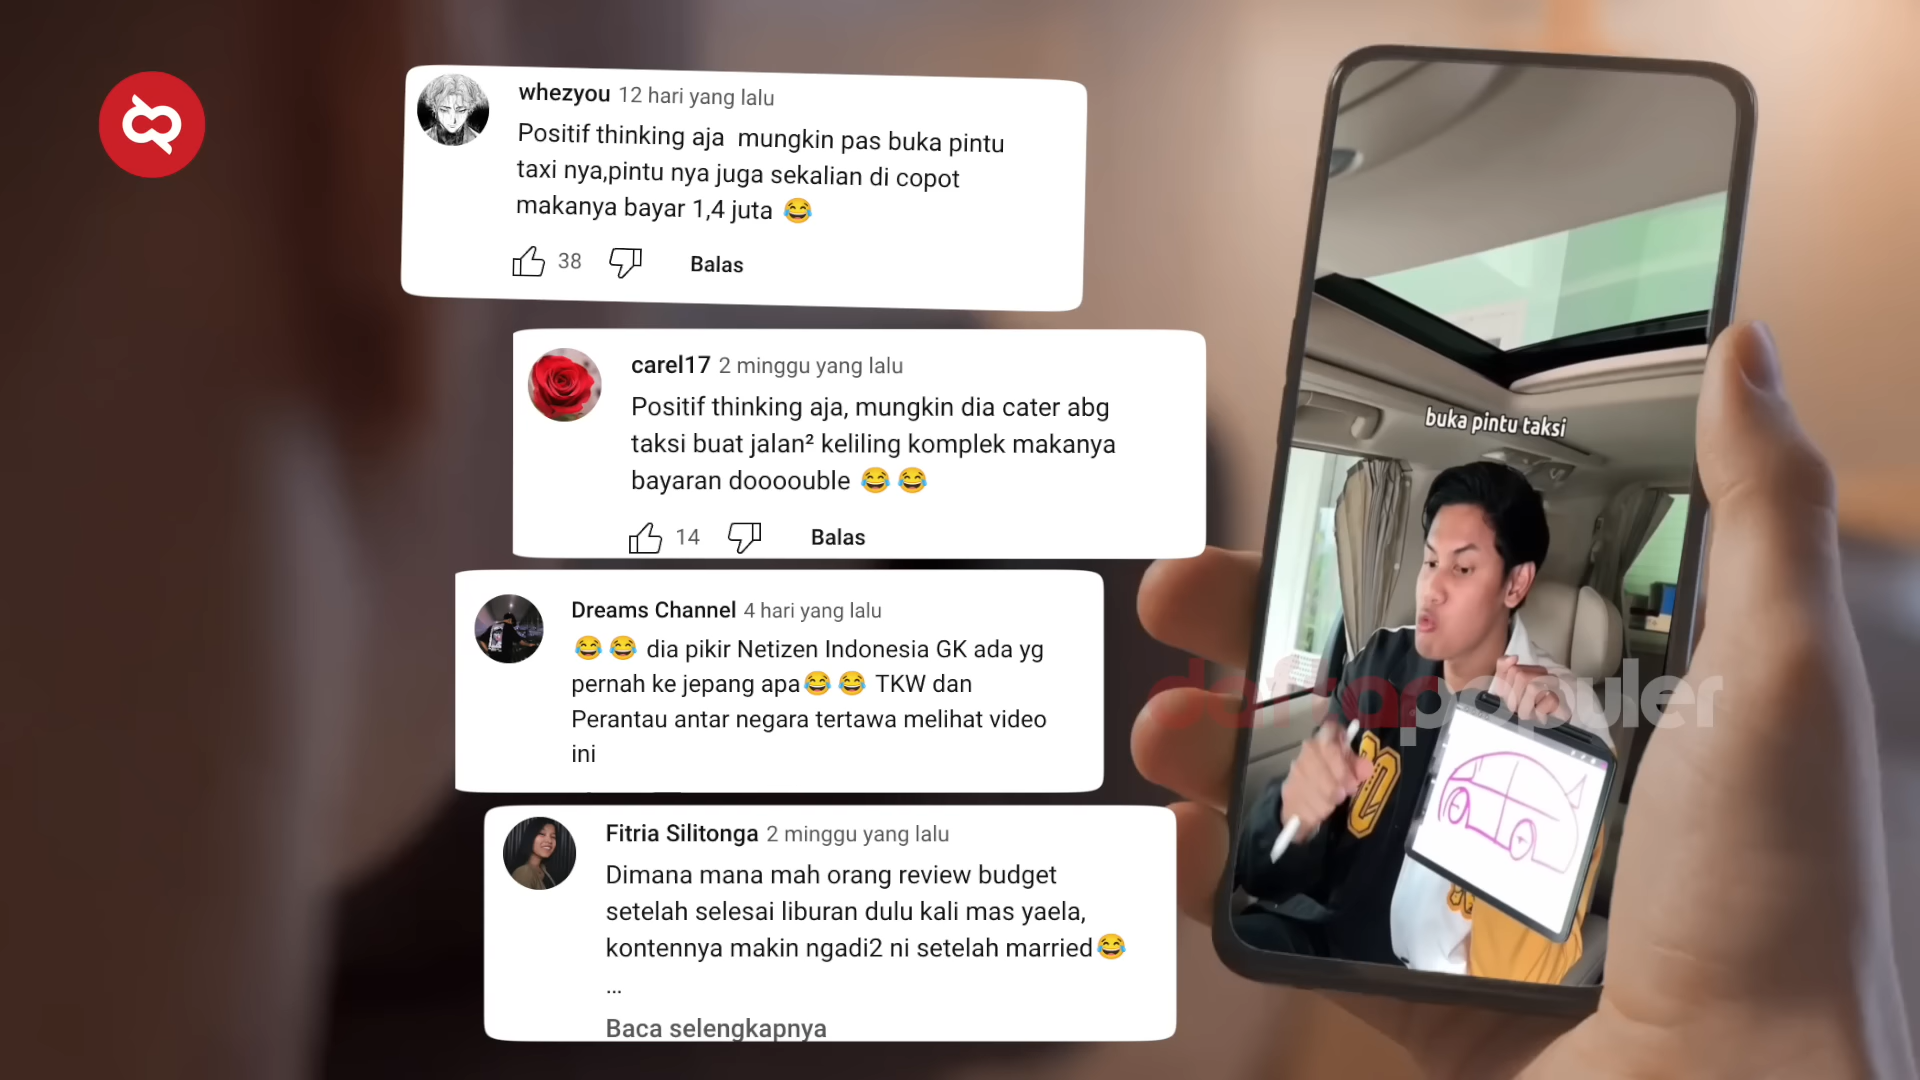 whezyou 12 hari yang lalu
Positif thinking aja  mungkin pas buka pintu
taxi nya,pintu nya juga sekalian di copot
makanya bayar 1,4 juta 😂
38 Balas
carel17 2 minggu yang lalu
Positif thinking aja, mungkin dia cater abg
taksi buat jalan² keliling komplek makanya
bayaran doooouble 😂 😂
14 Balas
Dreams Channel 4 hari yang lalu
😂 😂 dia pikir Netizen Indonesia GK ada yg
pernah ke jepang apa😂 😂 TKW dan
Perantau antar negara tertawa melihat video
ini
Fitria Silitonga 2 minggu yang lalu
Dimana mana mah orang review budget
setelah selesai liburan dulu kali mas yaela,
kontennya makin ngadi2 ni setelah married😂
...
Baca selengkapnya
buka pintu taksi
daftarpopuler